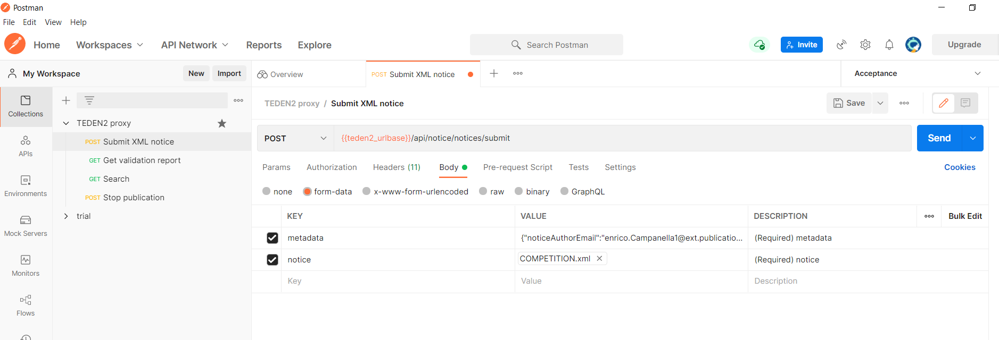 Postman
File Edit View Help
Home Workspaces API Network Reports Explore Search Postman Invite Upgrade
My Workspace New Import Overview POST Submit XML notice Acceptance
Collections
APIs
Environments
Mock Servers
Monitors
Flows
TEDEN2 proxy
POST Submit XML notice
GET Get validation report
GET Search
POST Stop publication
trial
TEDEN2 proxy / Submit XML notice Save
POST {{teden2_urlbase}}/api/notice/notices/submit Send
Params Authorization Headers (11) Body Pre-request Script Tests Settings Cookies
none form-data x-www-form-urlencoded raw binary GraphQL
KEY VALUE DESCRIPTION Bulk Edit
metadata {"noticeAuthorEmail":"enrico.Campanella1@ext.publicatio... (Required) metadata
notice COMPETITION.xml (Required) notice
Key Value Description